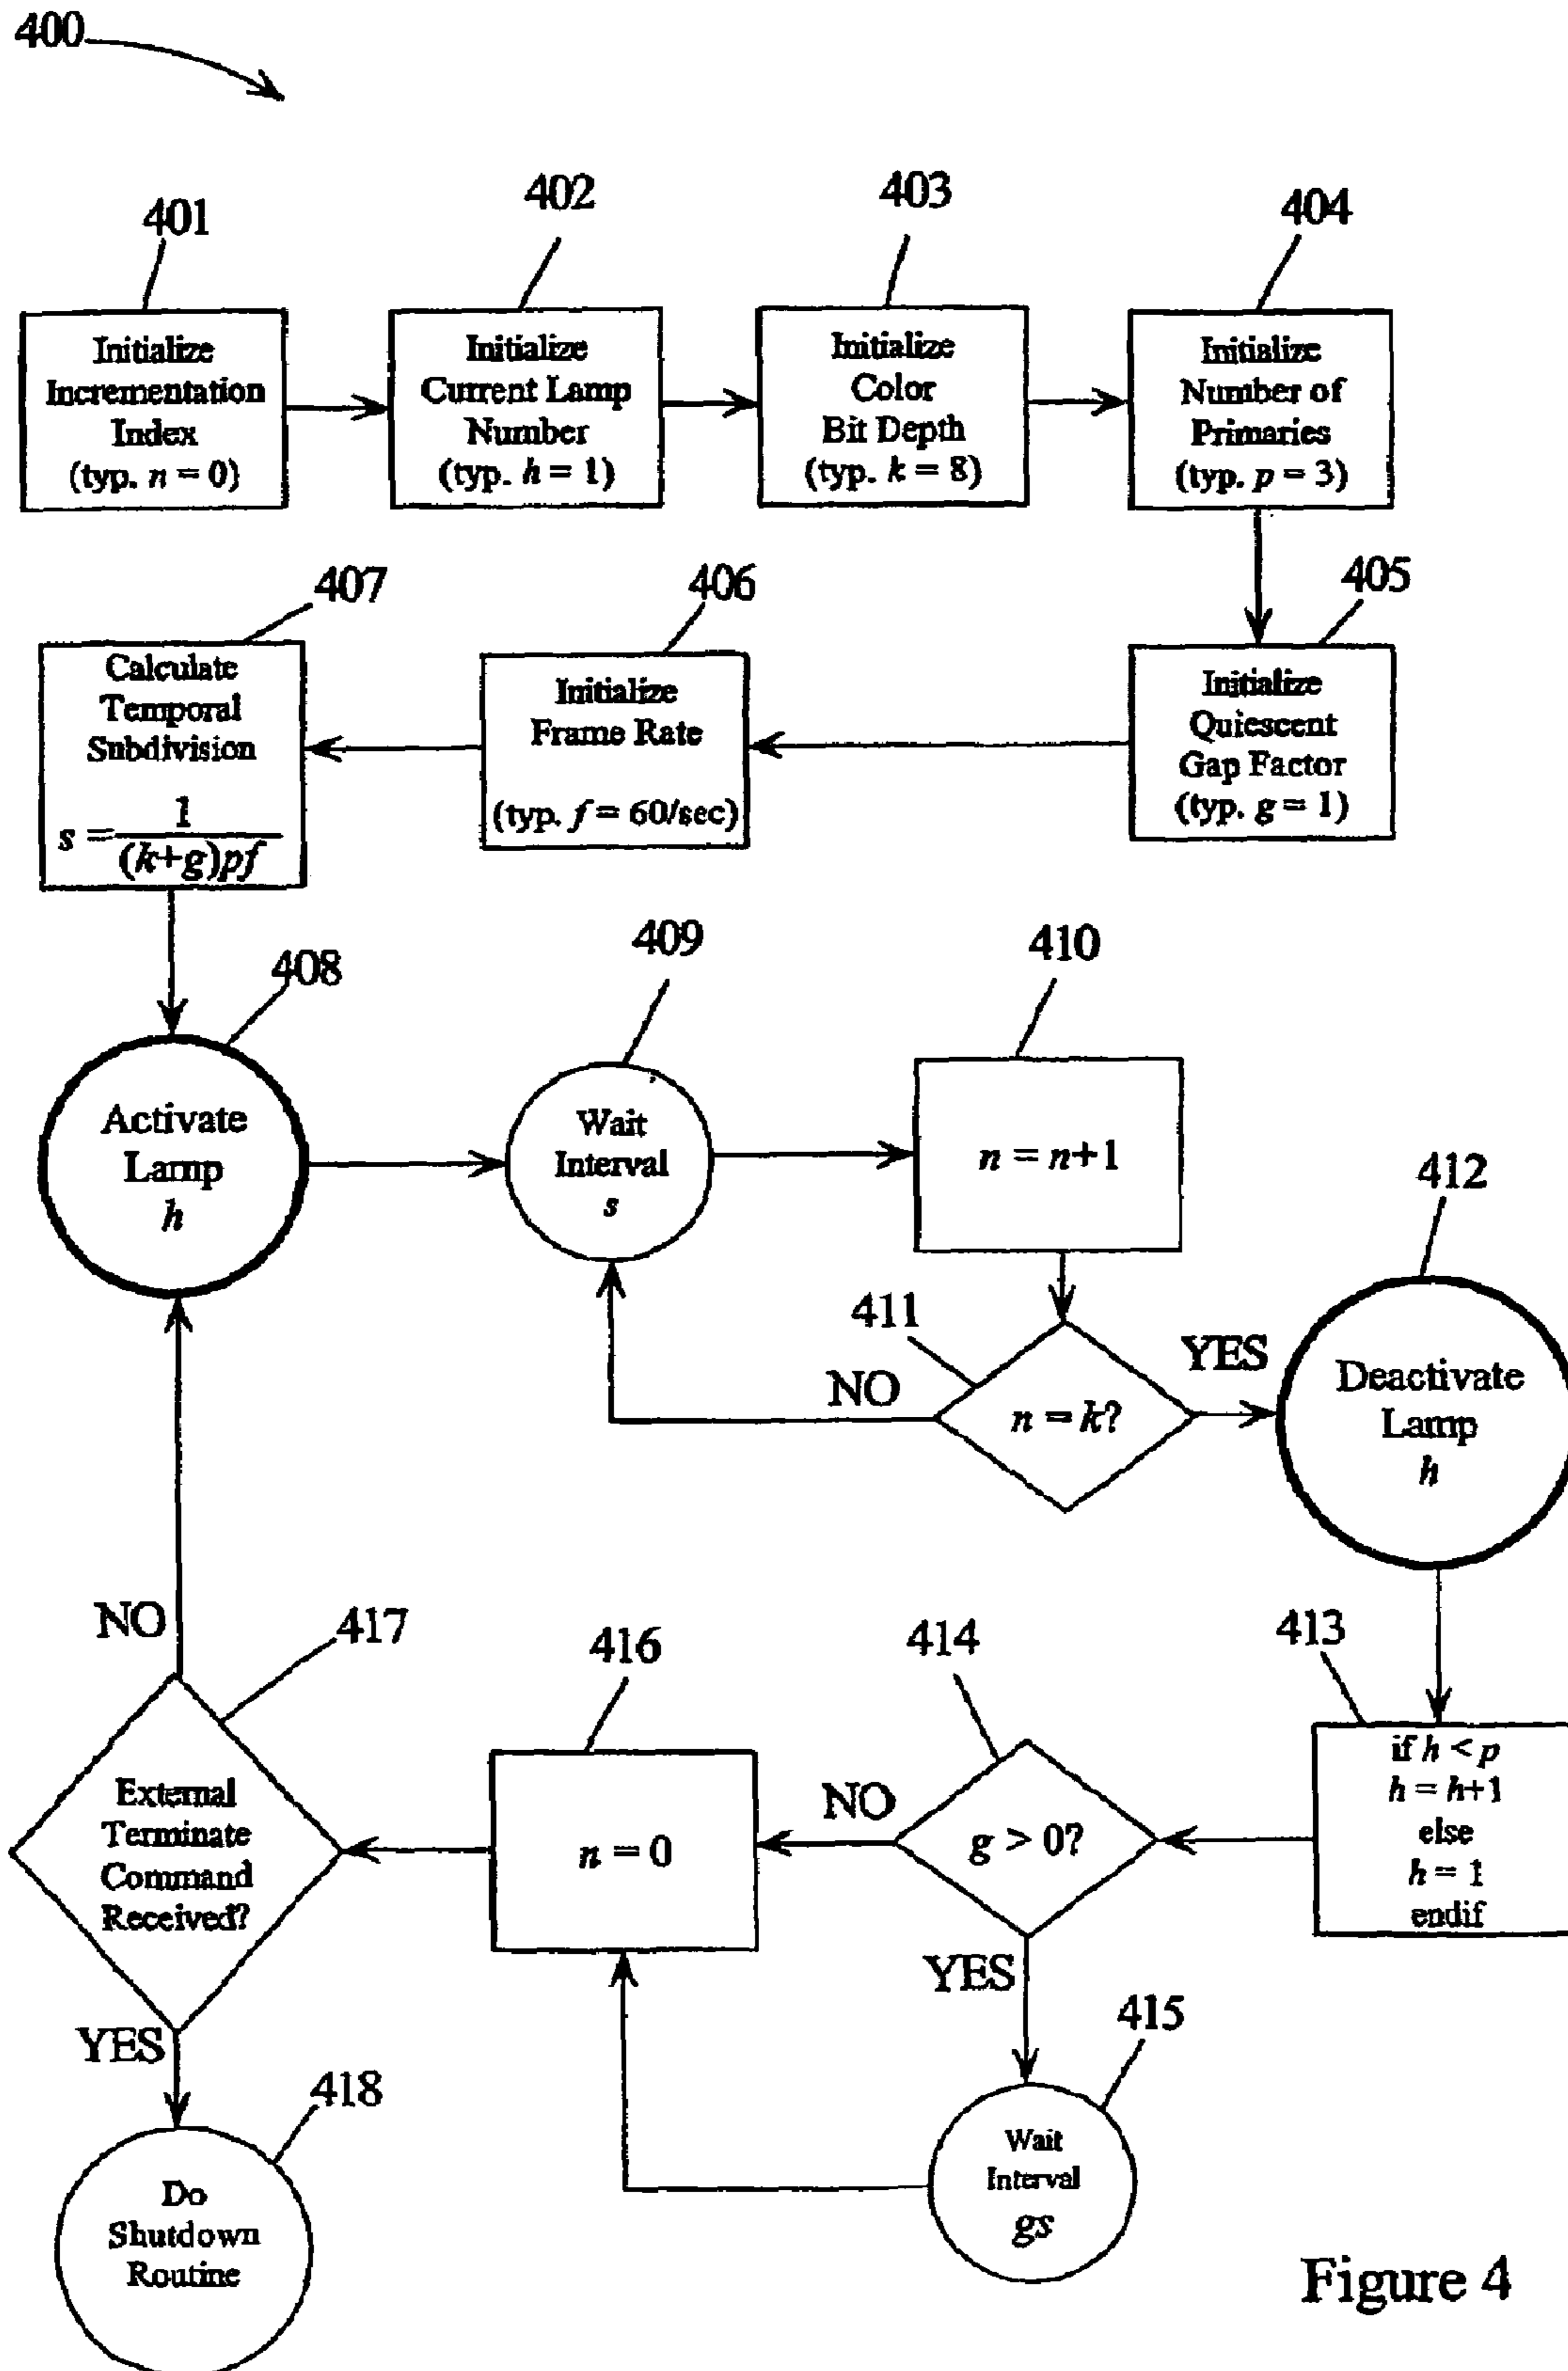 400
401
Initialize
Incrementation
Index
(typ. n = 0)
402
Initialize
Current Lamp
Number
(typ. h = 1)
403
Initialize
Color
Bit Depth
(typ. k = 8)
404
Initialize
Number of
Primaries
(typ. p = 3)
407
Calculate
Temporal
Subdivision
s = 1/(k+g)pf
406
Initialize
Frame Rate
(typ. f = 60/sec)
405
Initialize
Quiescent
Gap Factor
(typ. g = 1)
408
Activate
Lamp
h
409
Wait
Interval
s
410
n = n+1
411
n = k?
NO
YES
412
Deactivate
Lamp
h
413
if h < p
h = h+1
else
h = 1
endif
414
g > 0?
NO
YES
415
Wait
Interval
gs
416
n = 0
417
External
Terminate
Command
Received?
NO
YES
418
Do
Shutdown
Routine
Figure 4